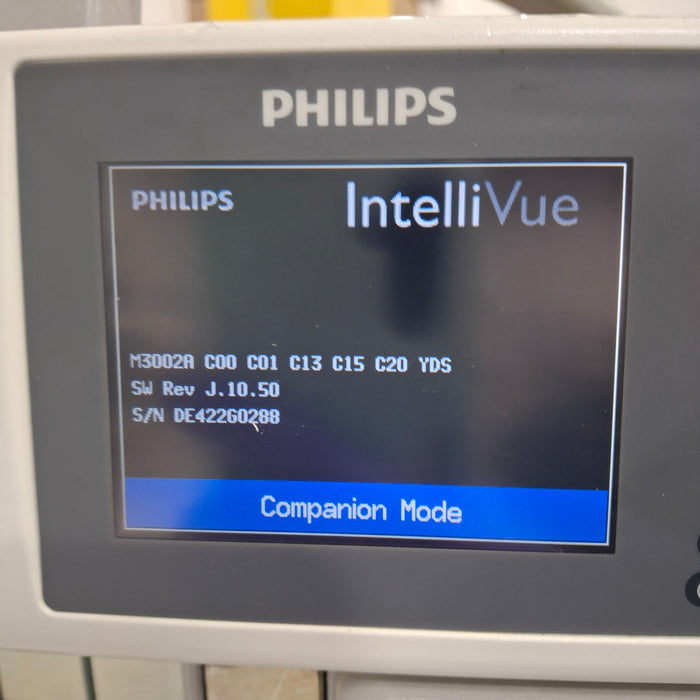 PHILIPS
PHILIPS IntelliVue
M3002A C00 C01 C13 C15 C20 YDS
SW Rev J.10.50
S/N DE42260288
Companion Mode